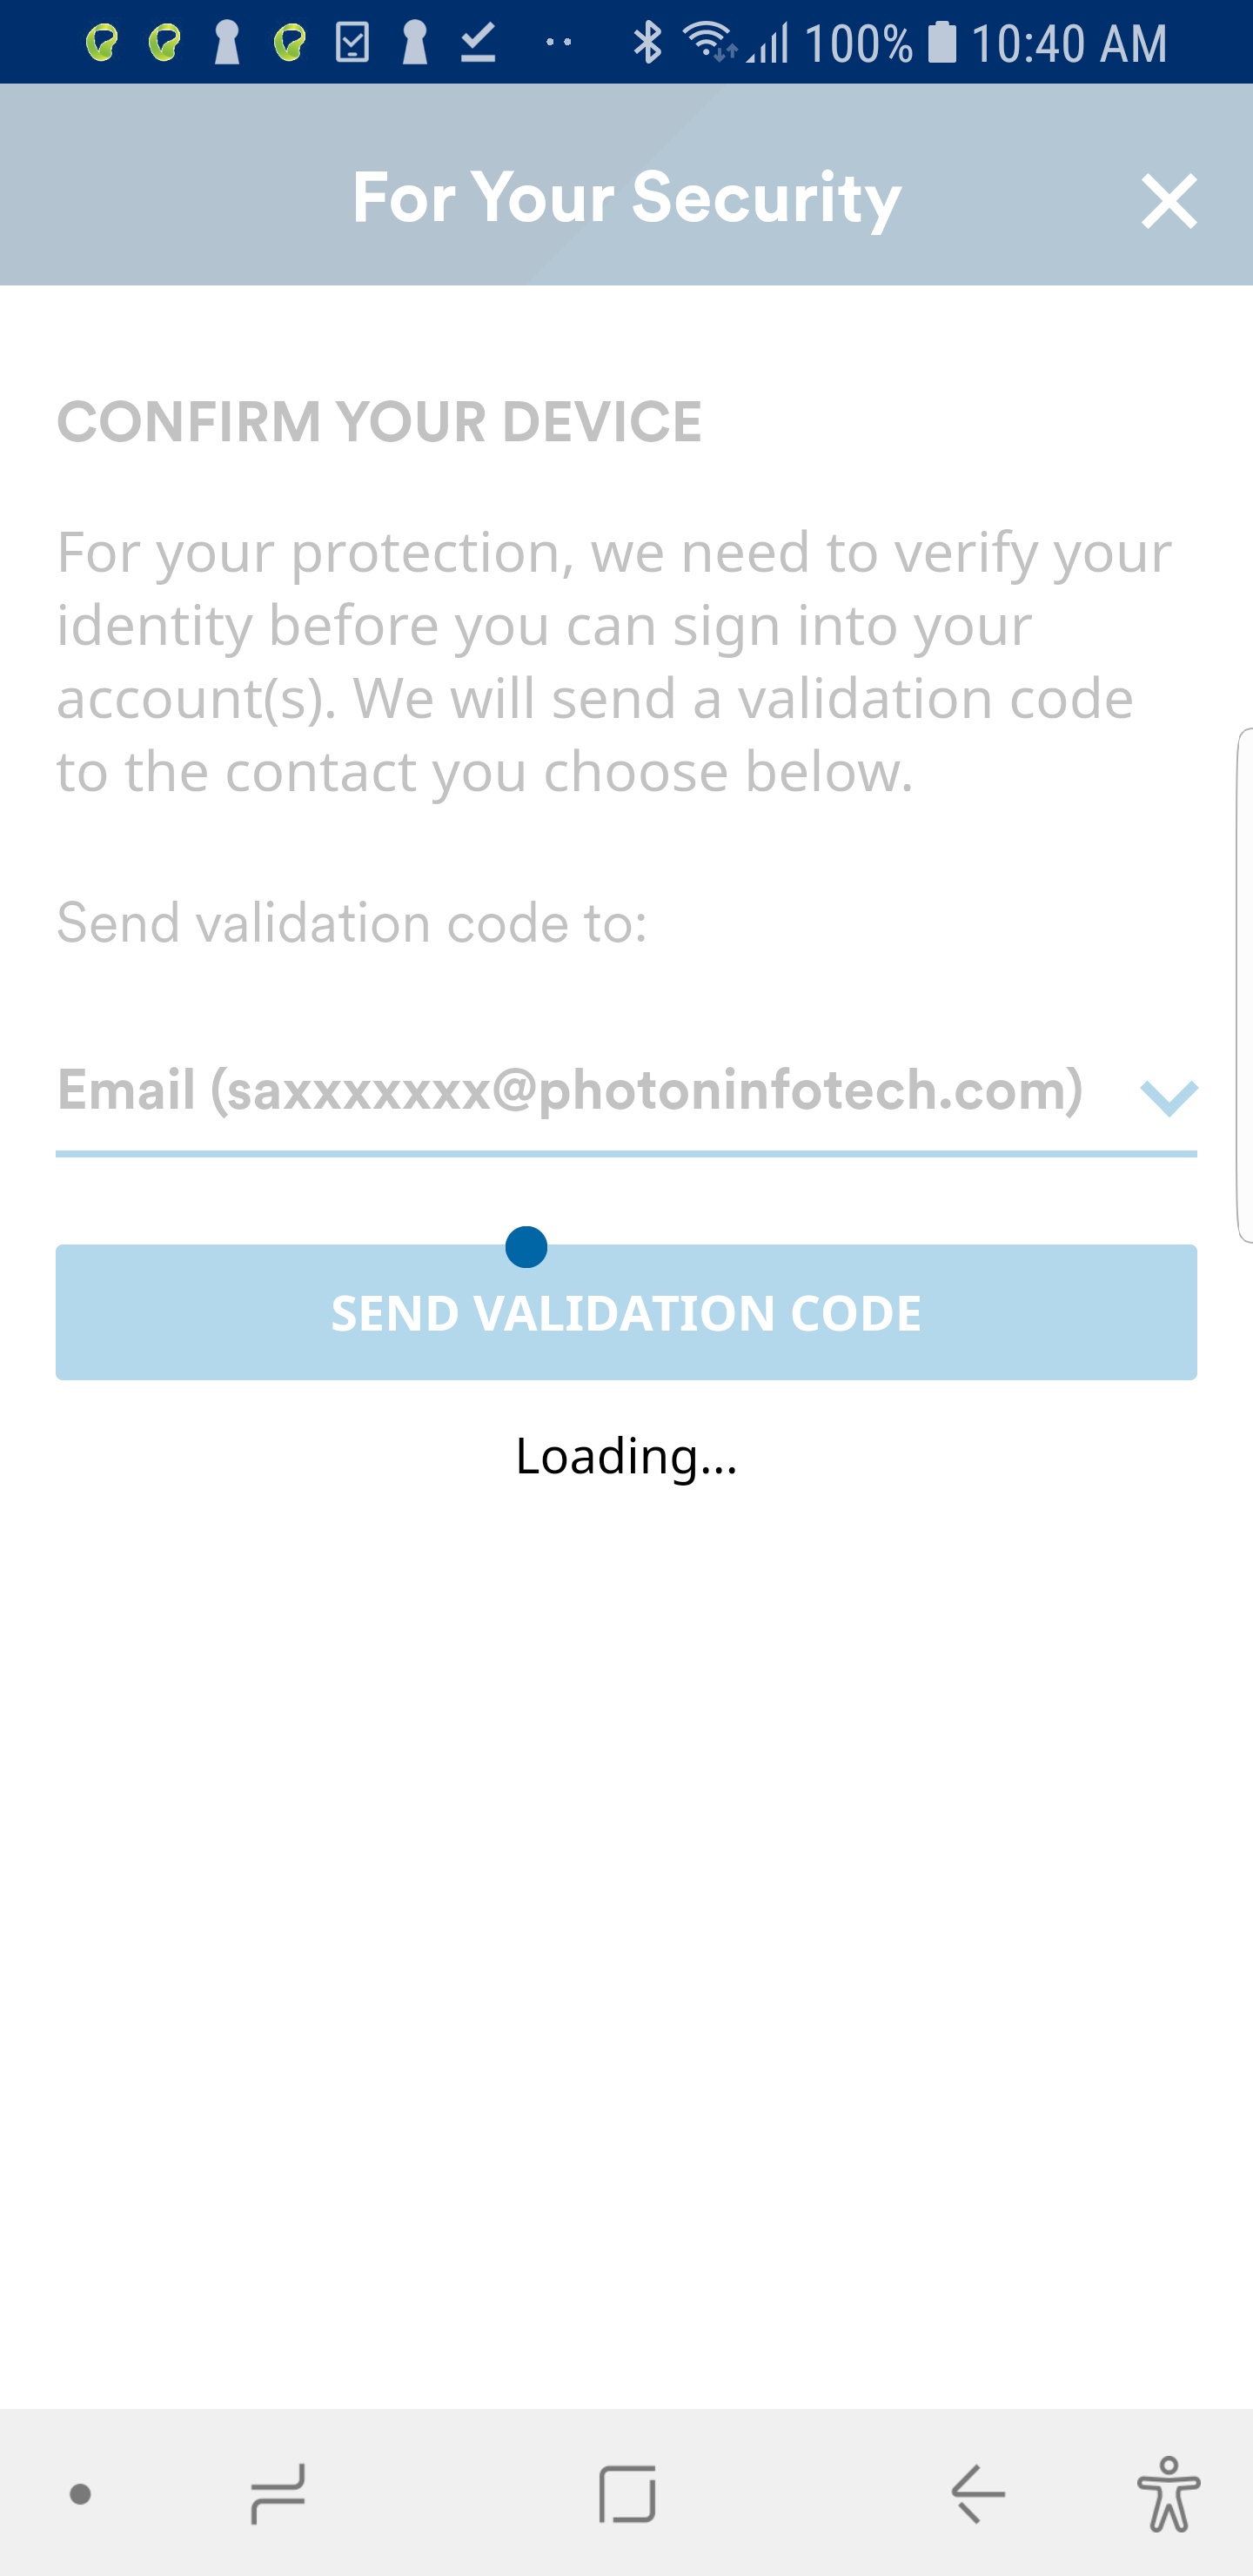 100% 10:40 AM
For Your Security
CONFIRM YOUR DEVICE
For your protection, we need to verify your
identity before you can sign into your
account(s). We will send a validation code
to the contact you choose below.
Send validation code to:
Email (saxxxxxxxx@photoninfotech.com)
SEND VALIDATION CODE
Loading...